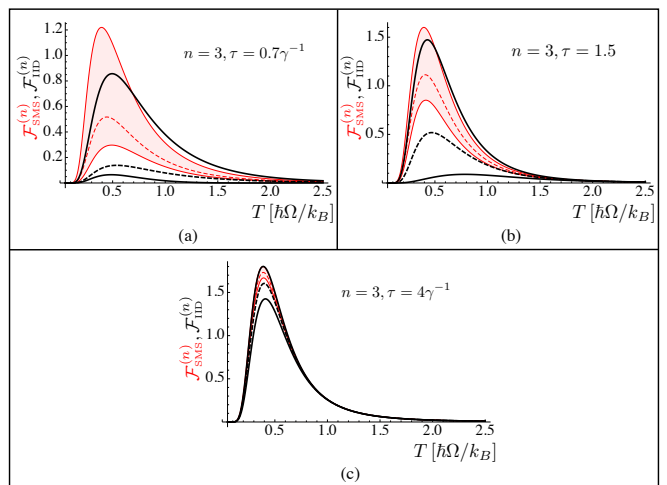 1.2
1.0
0.8
0.6
0.4
0.2
𝓕_SMS^(n), 𝓕_IID^(n)
n = 3, τ = 0.7γ⁻¹
0.5 1.0 1.5 2.0 2.5
T [ℏΩ/k_B]
(a)
1.5
1.0
0.5
𝓕_SMS^(n), 𝓕_IID^(n)
n = 3, τ = 1.5
0.5 1.0 1.5 2.0 2.5
T [ℏΩ/k_B]
(b)
1.5
1.0
0.5
𝓕_SMS^(n), 𝓕_IID^(n)
n = 3, τ = 4γ⁻¹
0.5 1.0 1.5 2.0 2.5
T [ℏΩ/k_B]
(c)